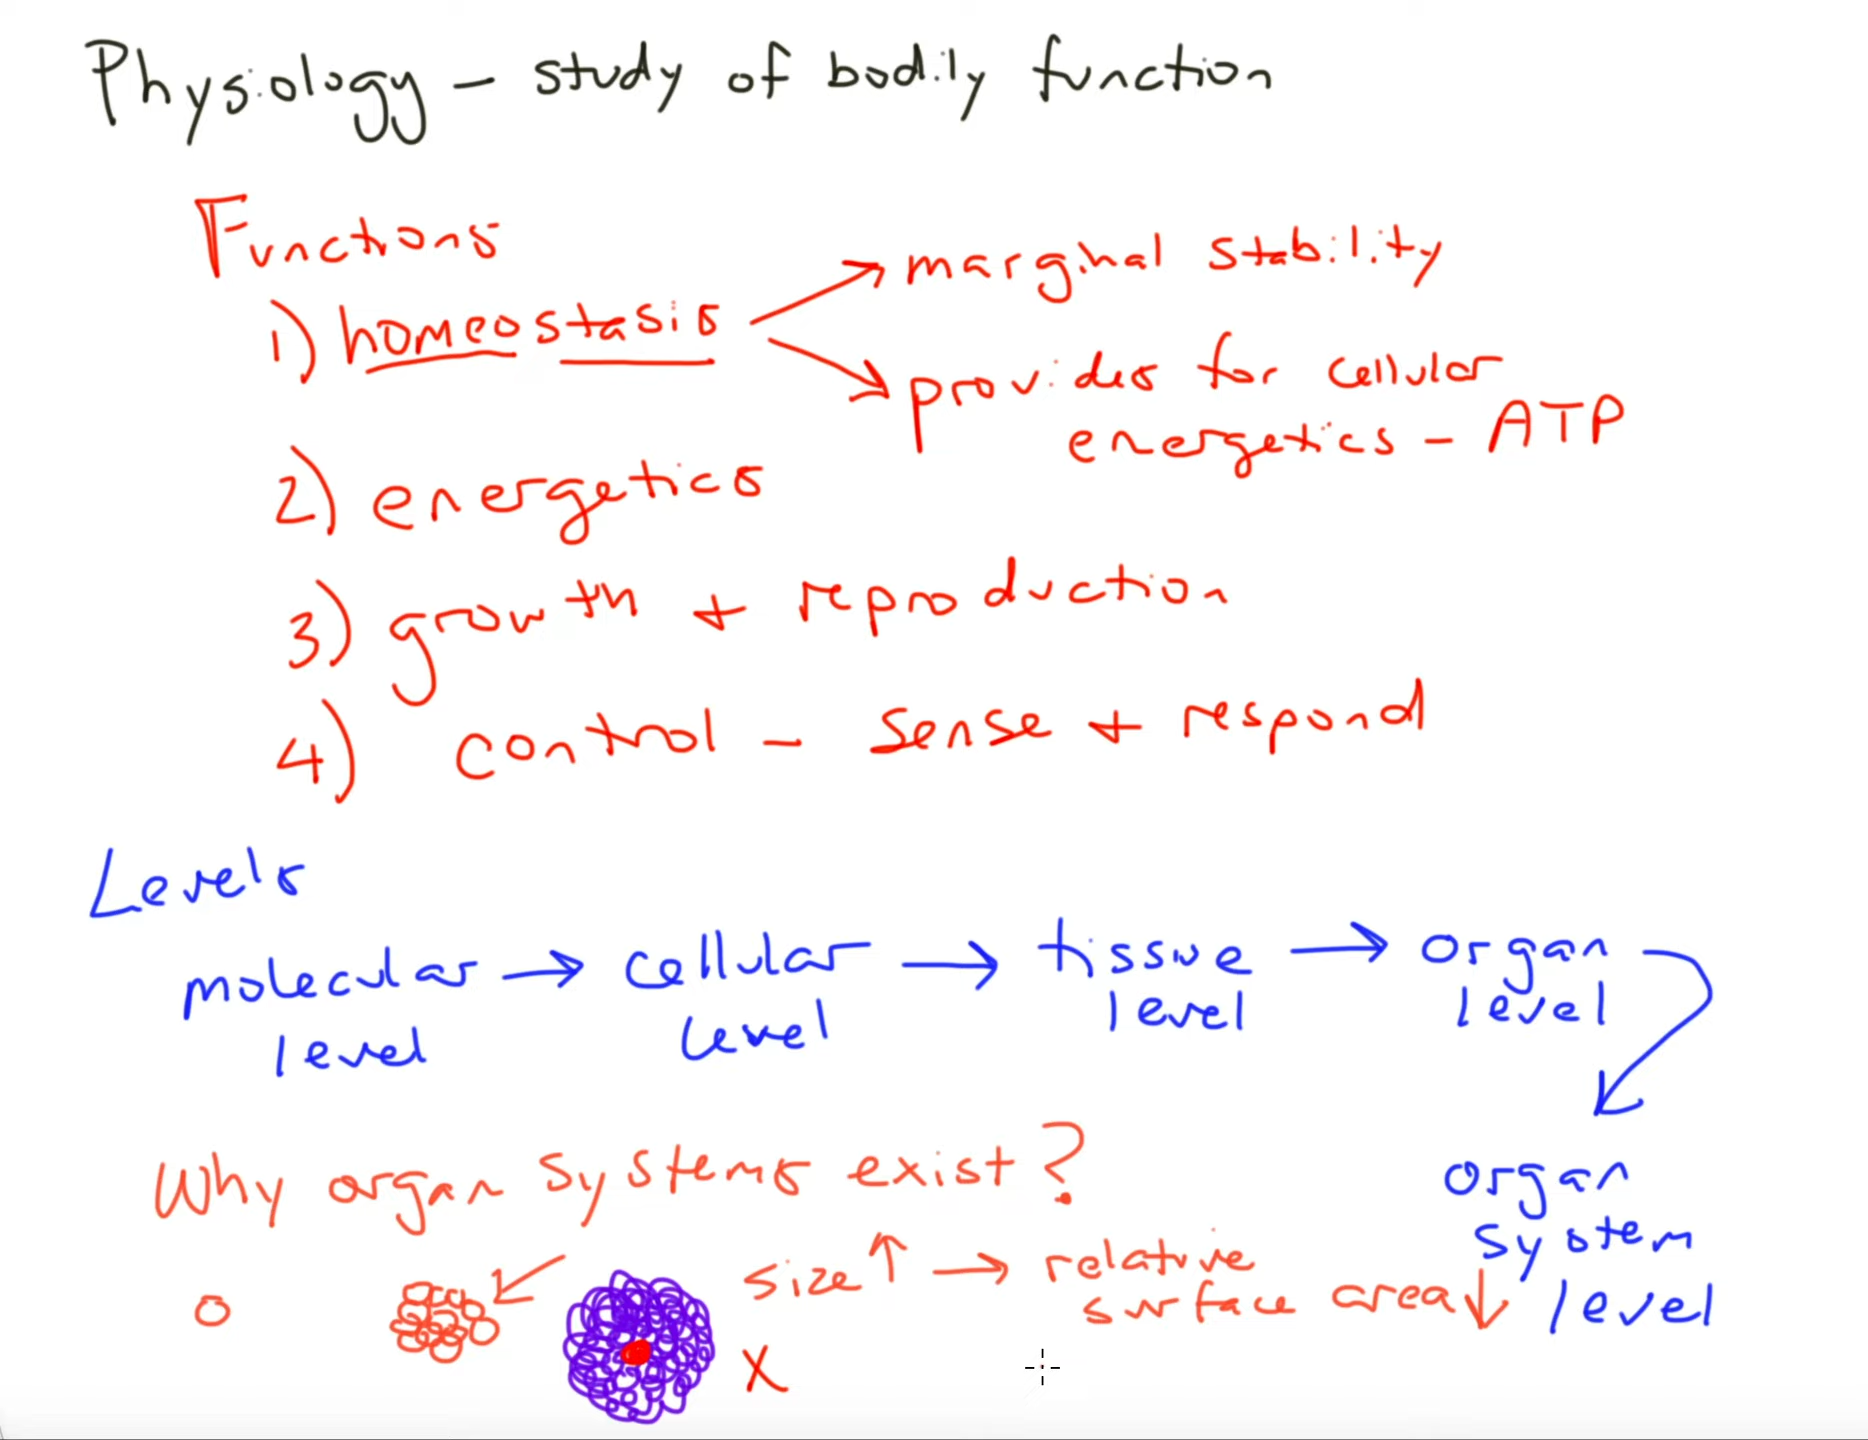 Physiology – study of bodily function
Functions
1) homeostasis
marginal stability
provides for cellular
energetics – ATP
2) energetics
3) growth + reproduction
4) control – sense + respond
Levels
molecular → cellular → tissue → organ
level level level level
organ
system
level
Why organ systems exist?
size ↑ → relative
surface area ↓
X